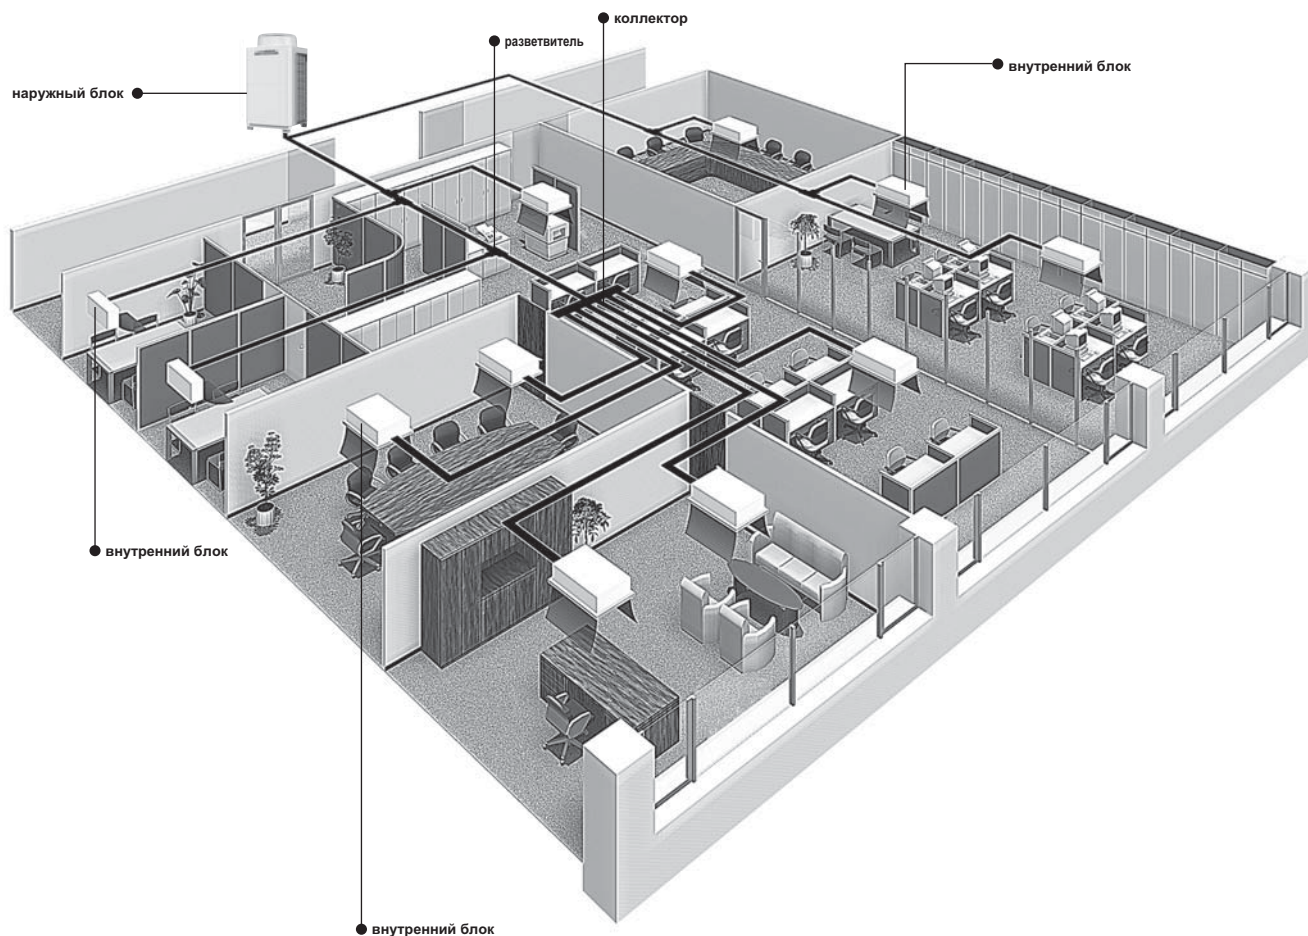 коллектор
разветвитель
внутренний блок
наружный блок
внутренний блок
внутренний блок